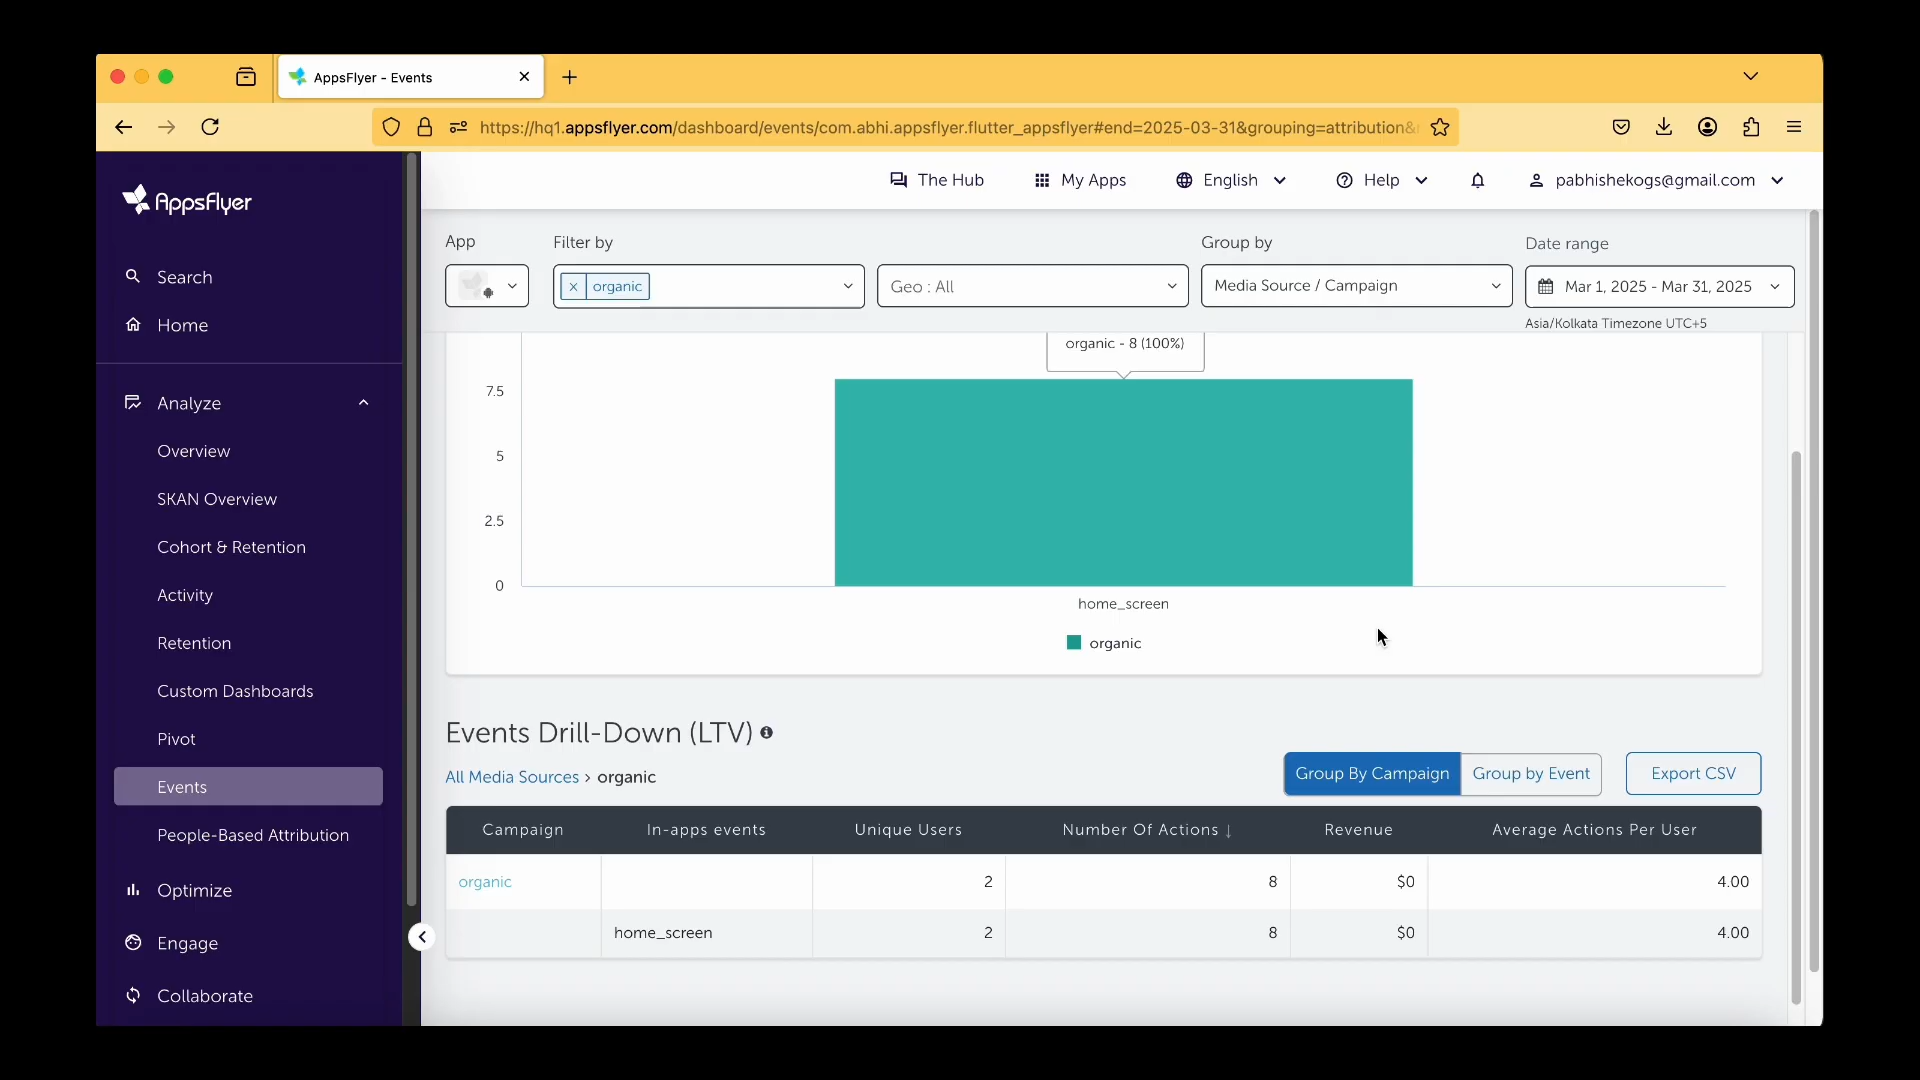 AppsFlyer - Events
https://hq1.appsflyer.com/dashboard/events/com.abhi.appsflyer.flutter_appsflyer#end=2025-03-31&grouping=attribution&
AppsFlyer
The Hub
My Apps
English
Help
pabhishekogs@gmail.com
Search
Home
Analyze
Overview
SKAN Overview
Cohort & Retention
Activity
Retention
Custom Dashboards
Pivot
Events
People-Based Attribution
Optimize
Engage
Collaborate
App
Filter by
Group by
Date range
organic
Geo : All
Media Source / Campaign
Mar 1, 2025 - Mar 31, 2025
Asia/Kolkata Timezone UTC+5
organic - 8 (100%)
7.5
5
2.5
0
home_screen
organic
Events Drill-Down (LTV)
All Media Sources > organic
Group By Campaign
Group by Event
Export CSV
Campaign In-apps events Unique Users Number Of Actions ↓ Revenue Average Actions Per User
organic 2 8 $0 4.00
home_screen 2 8 $0 4.00